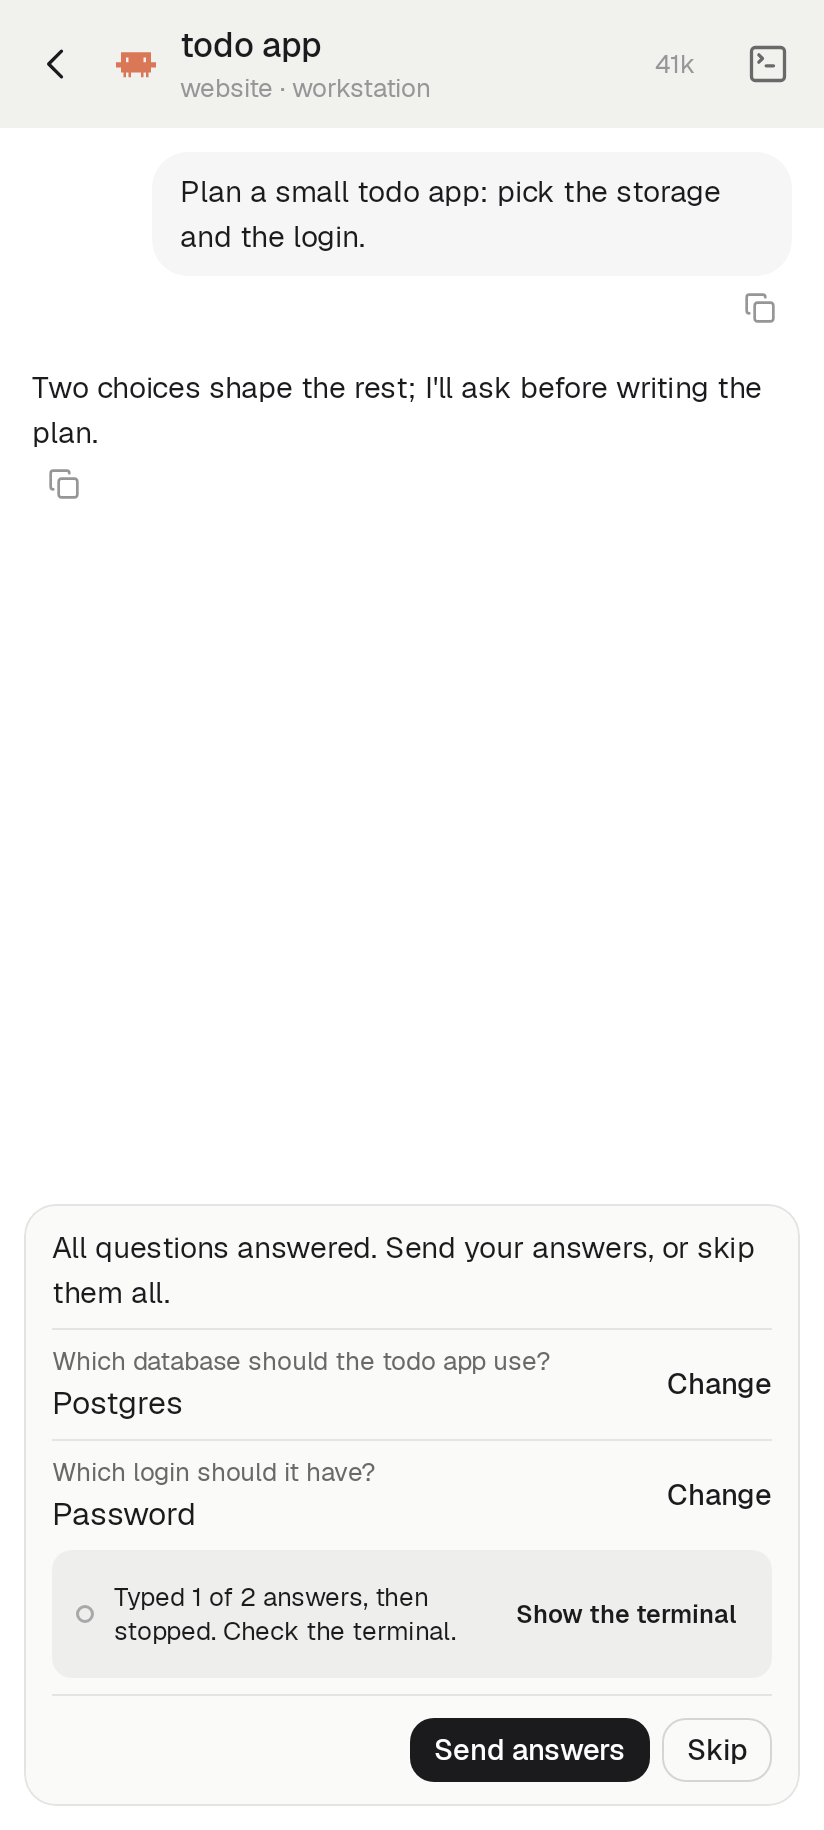 todo app
website · workstation
41k
Plan a small todo app: pick the storage
and the login.
Two choices shape the rest; I'll ask before writing the
plan.
All questions answered. Send your answers, or skip
them all.
Which database should the todo app use?
Postgres
Change
Which login should it have?
Password
Change
Typed 1 of 2 answers, then
stopped. Check the terminal.
Show the terminal
Send answers
Skip